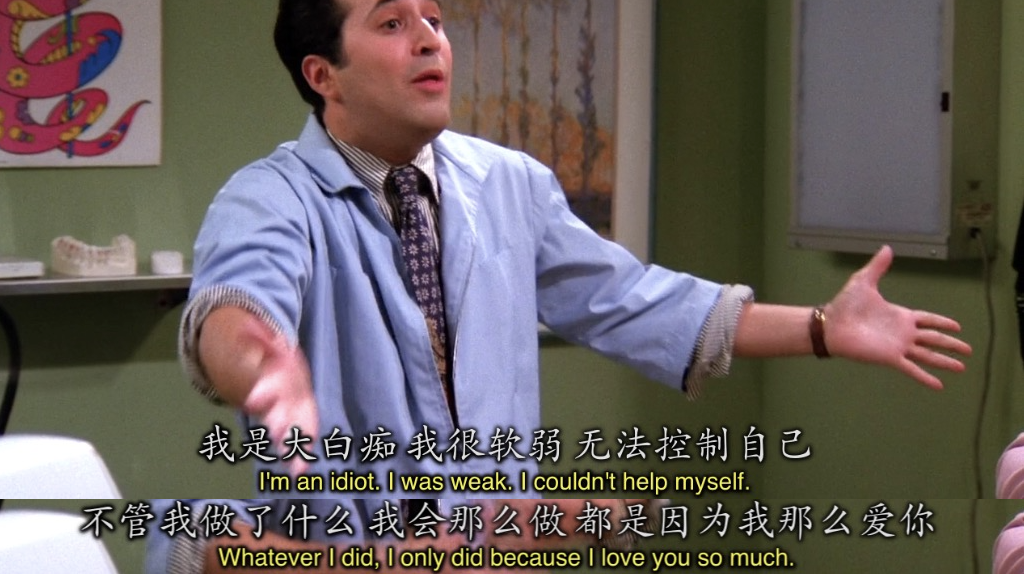 我是大白痴 我很软弱 无法控制自己
I'm an idiot. I was weak. I couldn't help myself.
不管我做了什么 我会那么做 都是因为我那么爱你
Whatever I did, I only did because I love you so much.